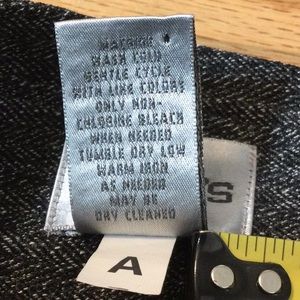 MACHINE
WASH COLD
GENTLE CYCLE
WITH LIKE COLORS
ONLY NON-
CHLORINE BLEACH
WHEN NEEDED
TUMBLE DRY LOW
WARM IRON
AS NEEDED
MAY BE
DRY CLEANED
S
A